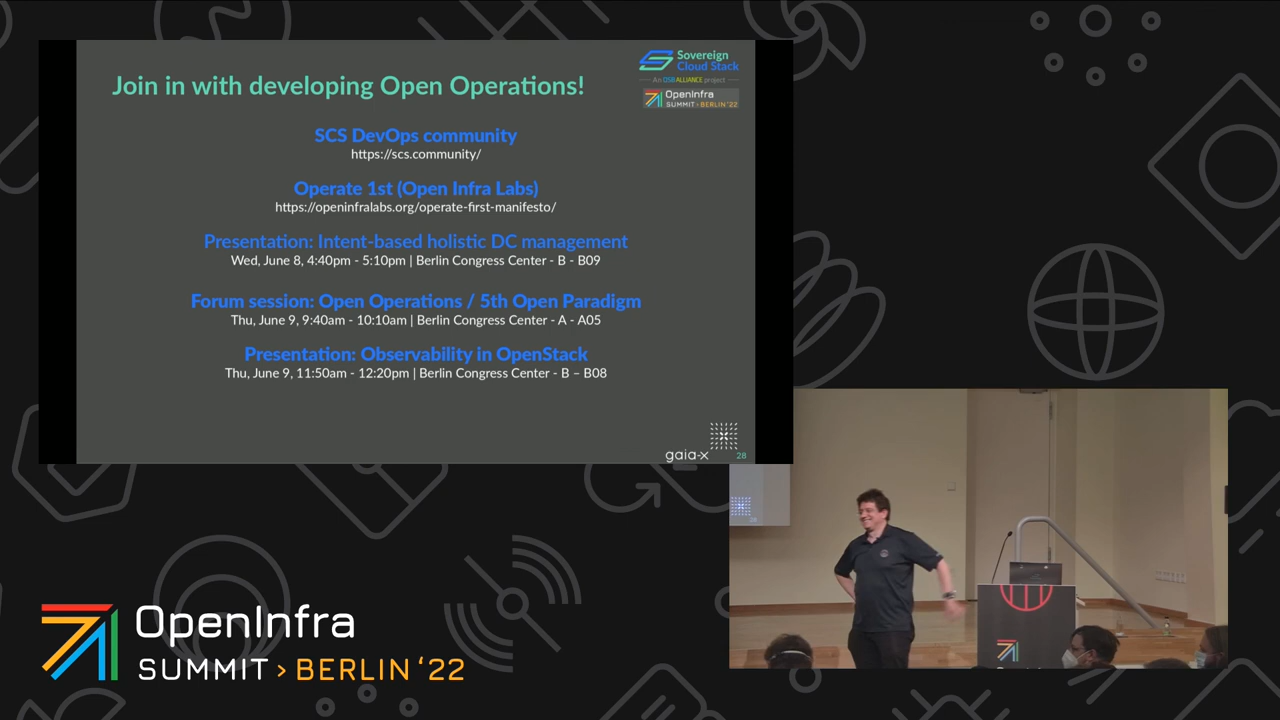 Join in with developing Open Operations!
Sovereign
Cloud Stack
An OSB ALLIANCE project
OpenInfra
SUMMIT > BERLIN '22
SCS DevOps community
https://scs.community/
Operate 1st (Open Infra Labs)
https://openinfralabs.org/operate-first-manifesto/
Presentation: Intent-based holistic DC management
Wed, June 8, 4:40pm - 5:10pm | Berlin Congress Center - B - B09
Forum session: Open Operations / 5th Open Paradigm
Thu, June 9, 9:40am - 10:10am | Berlin Congress Center - A - A05
Presentation: Observability in OpenStack
Thu, June 9, 11:50am - 12:20pm | Berlin Congress Center - B – B08
gaia-x
28
OpenInfra
SUMMIT > BERLIN '22